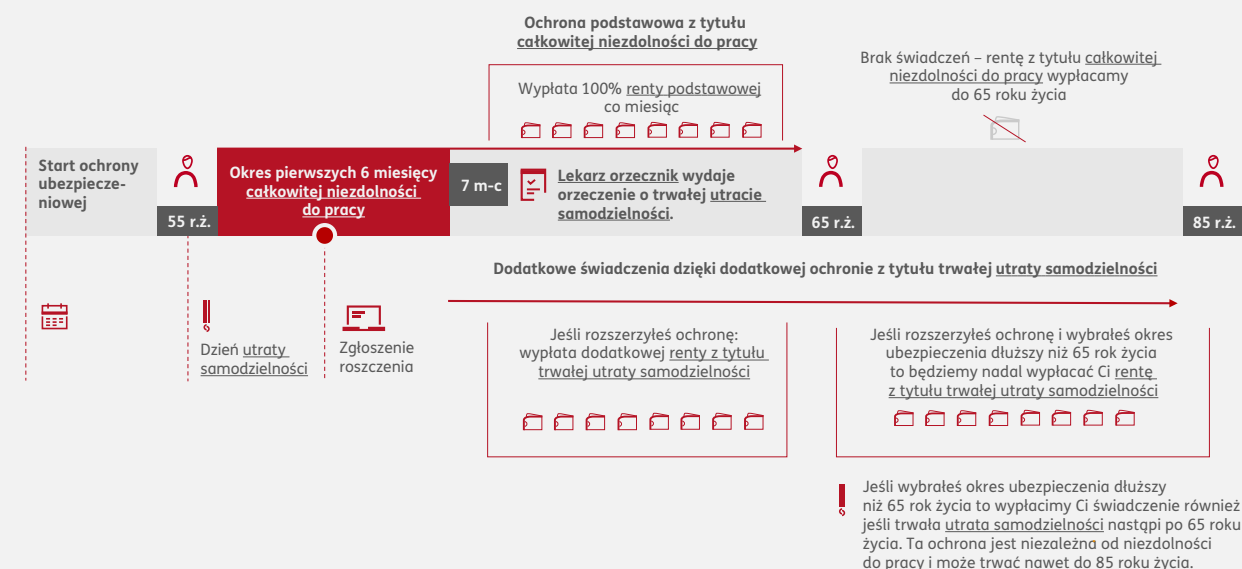 Ochrona podstawowa z tytułu
całkowitej niezdolności do pracy
Wypłata 100% renty podstawowej
co miesiąc
Brak świadczeń – rentę z tytułu całkowitej
niezdolności do pracy wypłacamy
do 65 roku życia
Start ochrony
ubezpiecze-
niowej
55 r.ż.
Okres pierwszych 6 miesięcy
całkowitej niezdolności
do pracy
7 m-c
Lekarz orzecznik wydaje
orzeczenie o trwałej utracie
samodzielności.
65 r.ż.
85 r.ż.
Dodatkowe świadczenia dzięki dodatkowej ochronie z tytułu trwałej utraty samodzielności
Dzień utraty
samodzielności
Zgłoszenie
roszczenia
Jeśli rozszerzyłeś ochronę:
wypłata dodatkowej renty z tytułu
trwałej utraty samodzielności
Jeśli rozszerzyłeś ochronę i wybrałeś okres
ubezpieczenia dłuższy niż 65 rok życia
to będziemy nadal wypłacać Ci rentę
z tytułu trwałej utraty samodzielności
Jeśli wybrałeś okres ubezpieczenia dłuższy
niż 65 rok życia to wypłacimy Ci świadczenie również
jeśli trwała utrata samodzielności nastąpi po 65 roku
życia. Ta ochrona jest niezależna od niezdolności
do pracy i może trwać nawet do 85 roku życia.